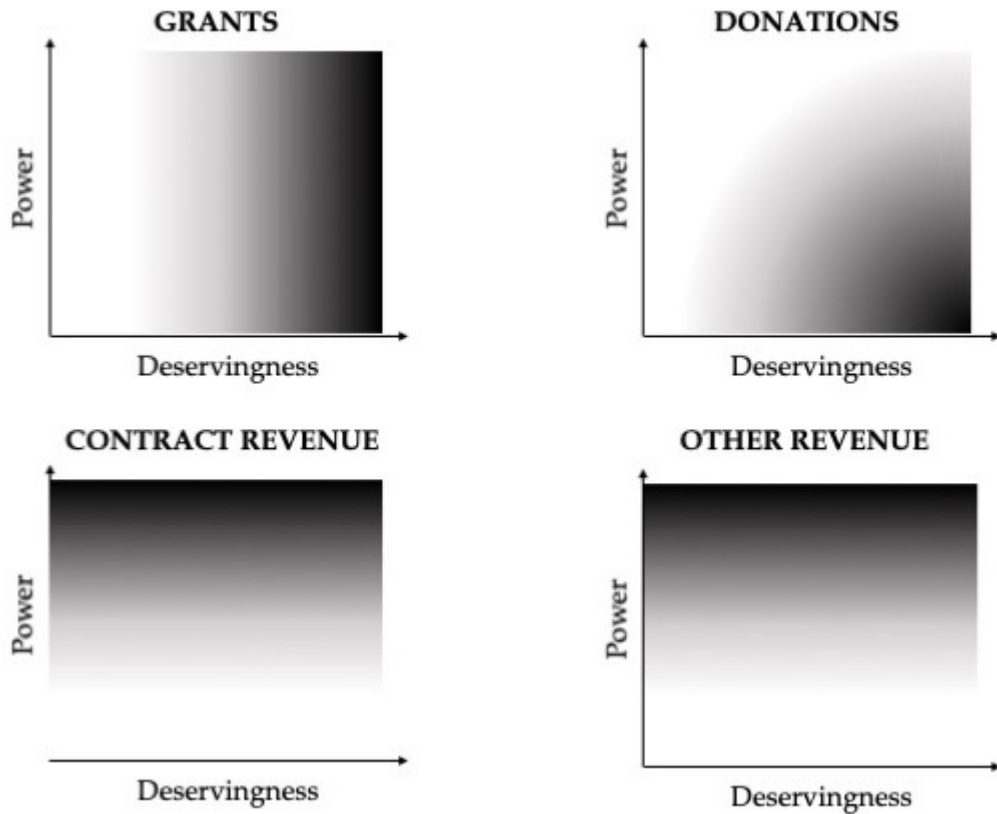 GRANTS
Power
Deservingness
DONATIONS
Power
Deservingness
CONTRACT REVENUE
Power
Deservingness
OTHER REVENUE
Power
Deservingness